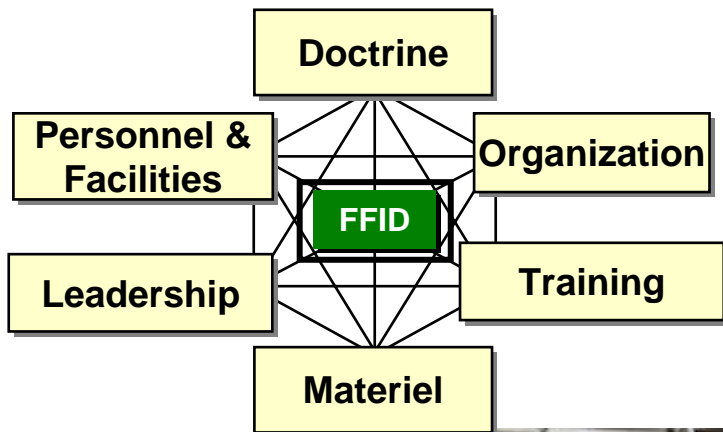 Doctrine
Personnel &
Facilities
Organization
FFID
Leadership
Training
Materiel